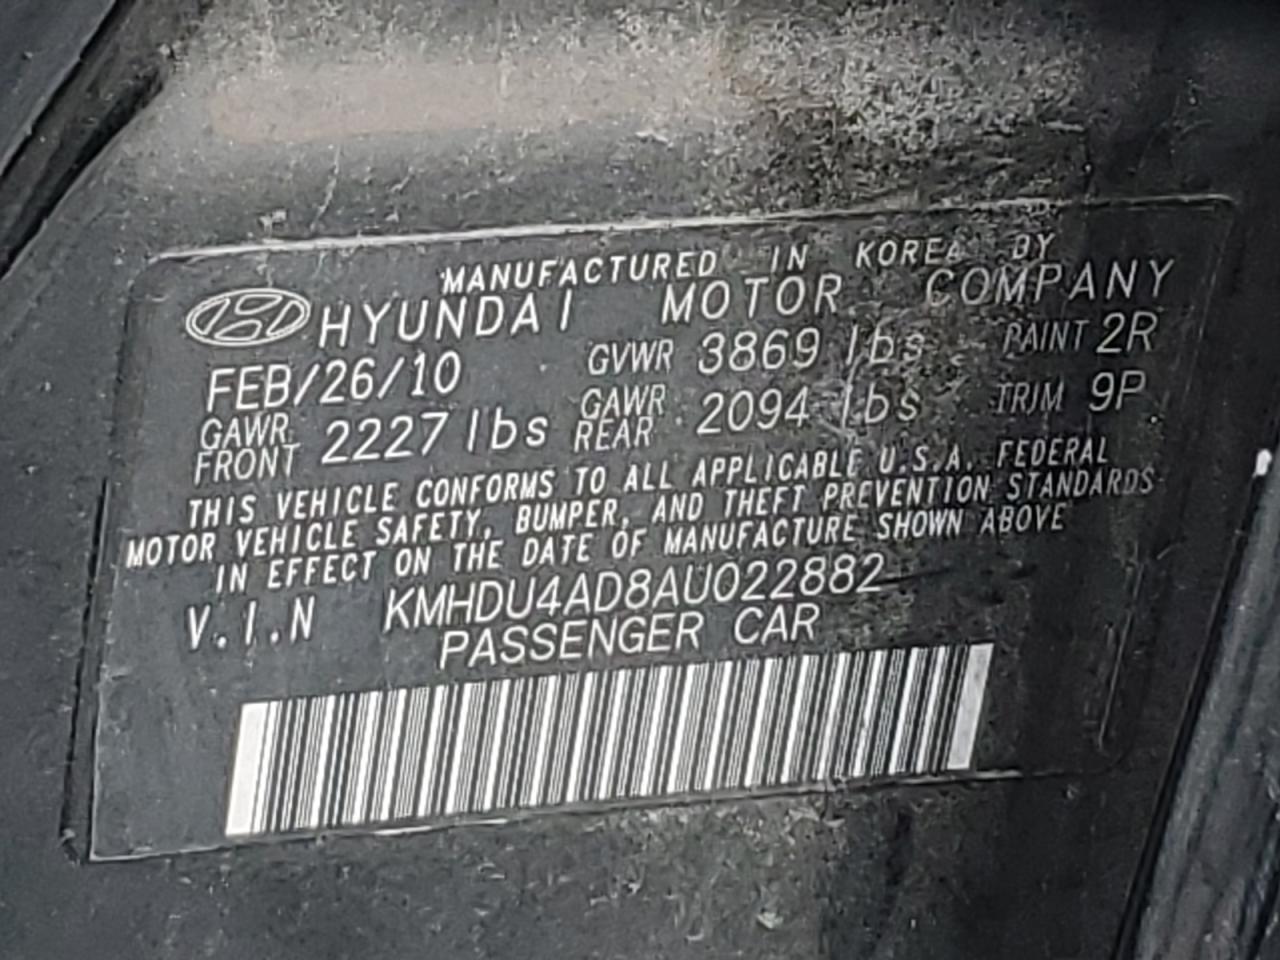 MANUFACTURED IN KOREA BY
HYUNDAI MOTOR COMPANY
FEB/26/10 GVWR 3869 lbs PAINT 2R
GAWR FRONT 2227 lbs GAWR REAR 2094 lbs TRIM 9P
THIS VEHICLE CONFORMS TO ALL APPLICABLE U.S.A. FEDERAL
MOTOR VEHICLE SAFETY, BUMPER, AND THEFT PREVENTION STANDARDS
IN EFFECT ON THE DATE OF MANUFACTURE SHOWN ABOVE
V.I.N KMHDU4AD8AU022882
PASSENGER CAR